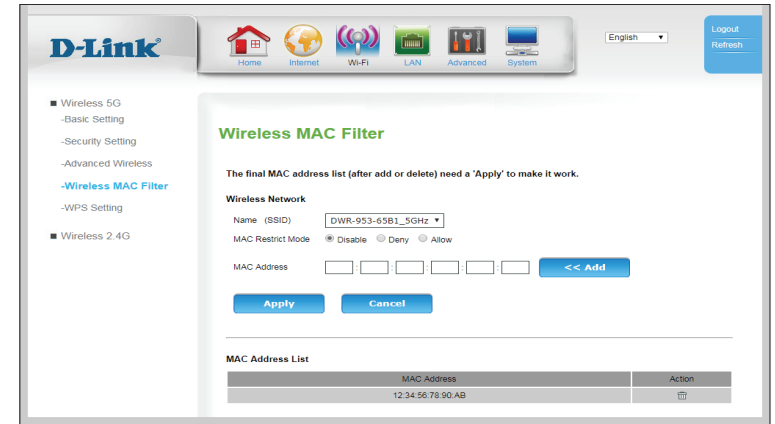 D-Link
Home Internet Wi-Fi LAN Advanced System
English
Logout
Refresh
Wireless 5G
-Basic Setting
-Security Setting
-Advanced Wireless
-Wireless MAC Filter
-WPS Setting
Wireless 2.4G
Wireless MAC Filter
The final MAC address list (after add or delete) need a 'Apply' to make it work.
Wireless Network
Name (SSID) DWR-953-65B1_5GHz
MAC Restrict Mode Disable Deny Allow
MAC Address : : : : : << Add
Apply Cancel
MAC Address List
MAC Address Action
12:34:56:78:90:AB